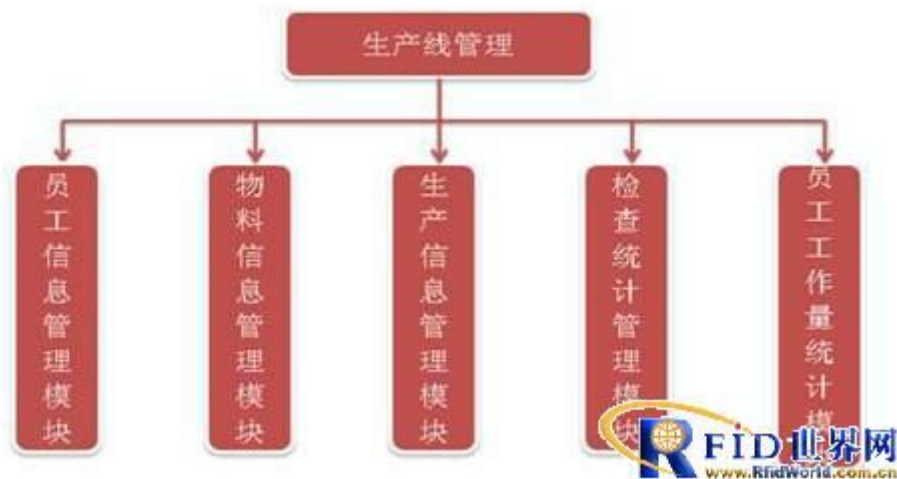 生产线管理
员工信息管理模块
物料信息管理模块
生产信息管理模块
检查统计管理模块
员工工作量统计模
RFID世界网
www.RfidWorld.com.cn